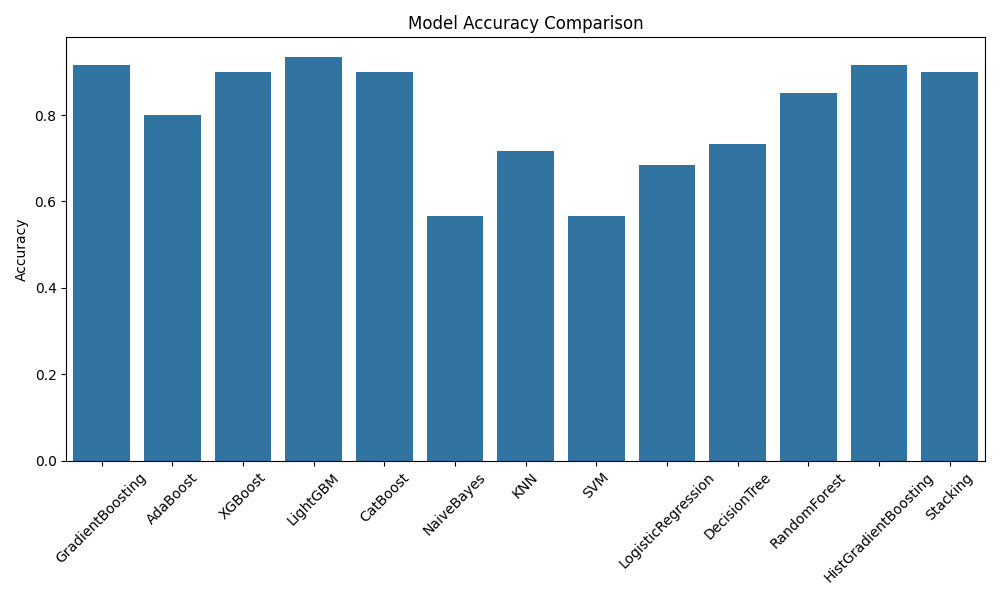 Model Accuracy Comparison
Accuracy
0.8
0.6
0.4
0.2
0.0
GradientBoosting
AdaBoost
XGBoost
LightGBM
CatBoost
NaiveBayes
KNN
SVM
LogisticRegression
DecisionTree
RandomForest
HistGradientBoosting
Stacking